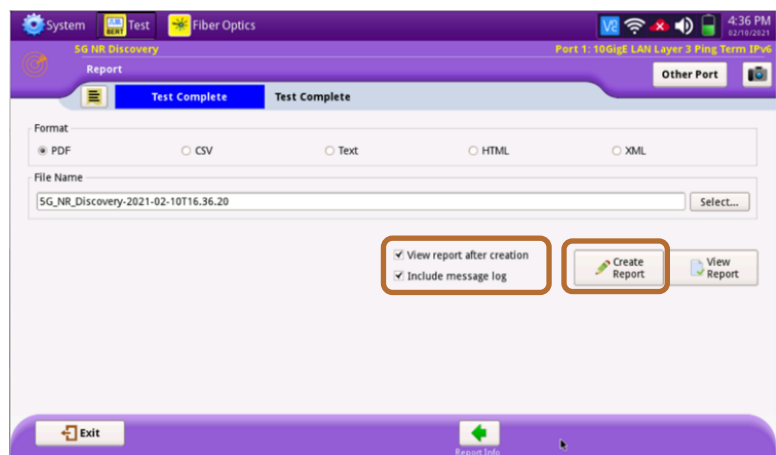 System BERT Test Fiber Optics V2 4:36 PM
02/10/2021
5G NR Discovery Port 1: 10GigE LAN Layer 3 Ping Term IPv6
Report
Other Port
Test Complete Test Complete
Format
PDF CSV Text HTML XML
File Name
5G_NR_Discovery-2021-02-10T16.36.20 Select...
View report after creation
Include message log
Create
Report
View
Report
Exit
Report Info